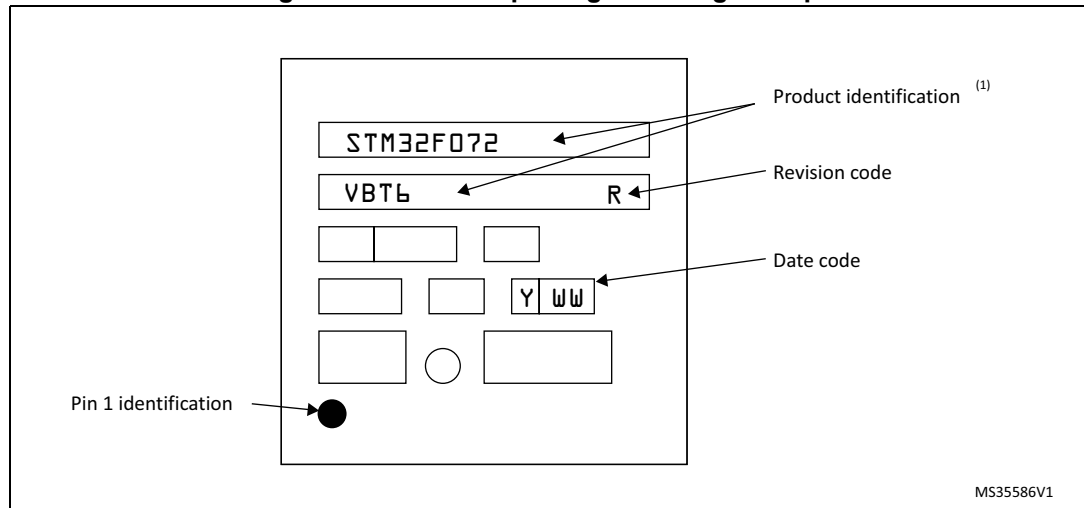 Product identification (1)
STM32F072
Revision code
VBT6 R
Date code
Y WW
Pin 1 identification
MS35586V1